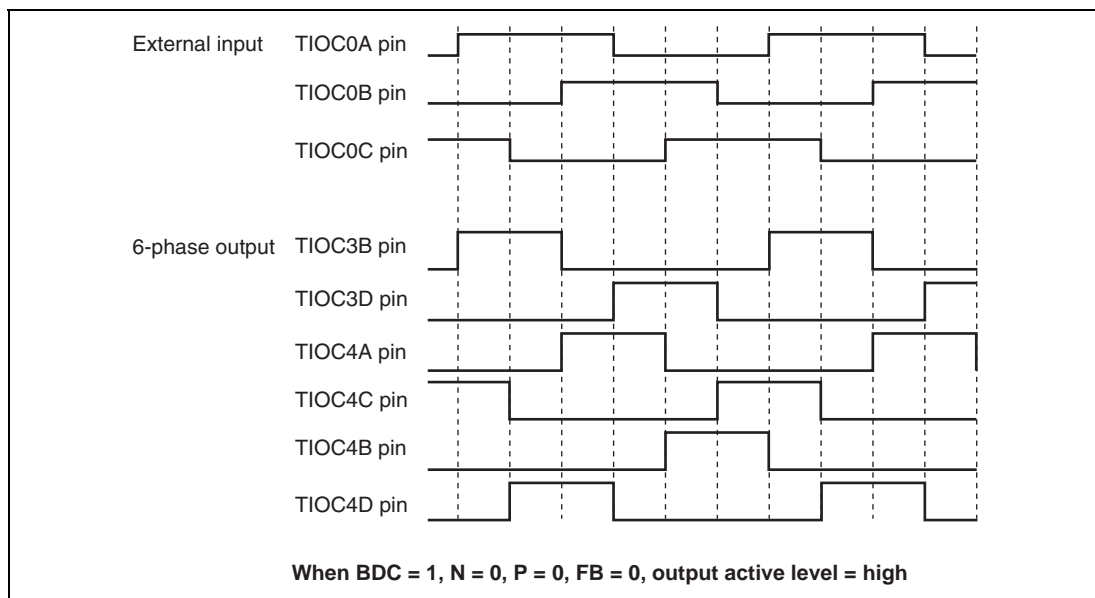 External input TIOC0A pin
TIOC0B pin
TIOC0C pin
6-phase output TIOC3B pin
TIOC3D pin
TIOC4A pin
TIOC4C pin
TIOC4B pin
TIOC4D pin
When BDC = 1, N = 0, P = 0, FB = 0, output active level = high